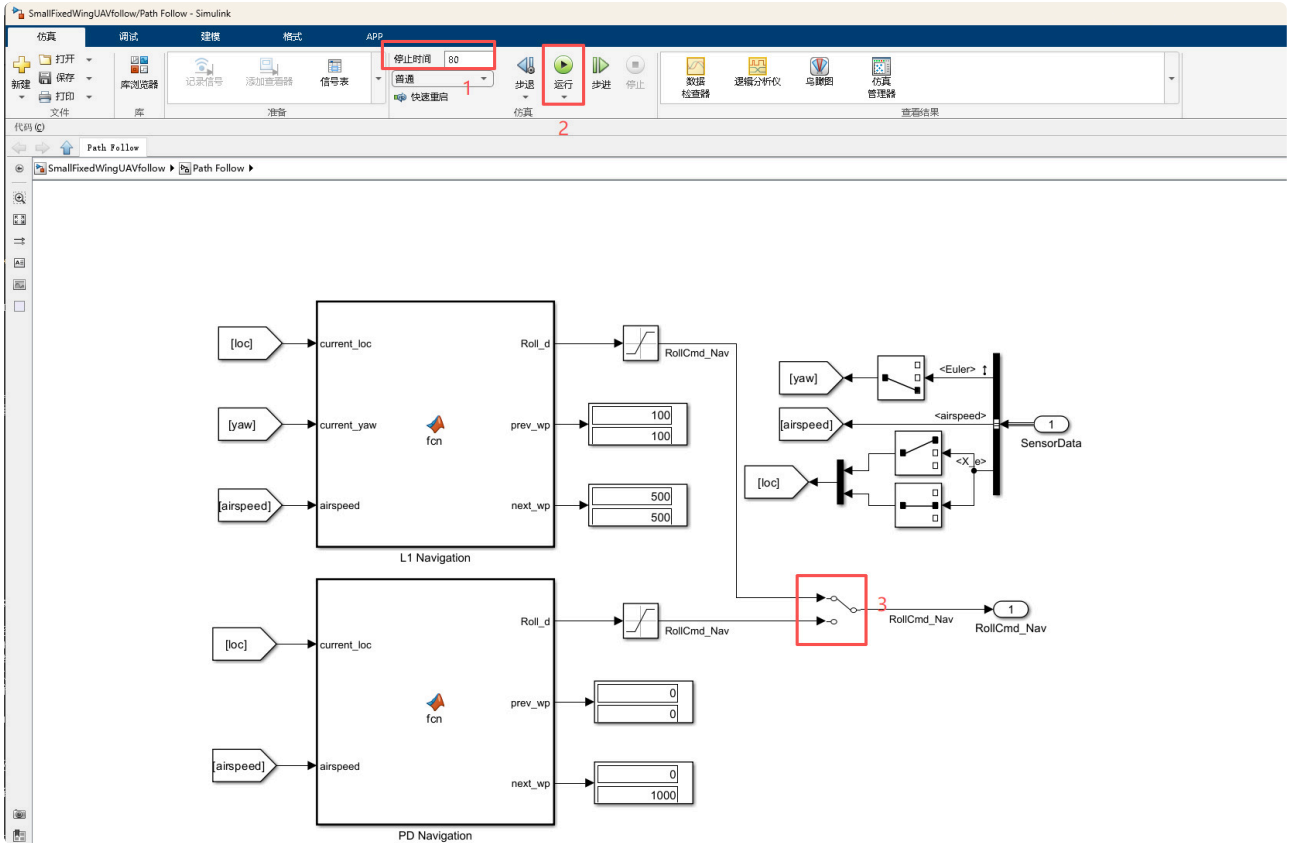 SmallFixedWingUAVfollow/Path Follow - Simulink
仿真 调试 建模 格式 APP
新建
打开
保存
打印
文件
库浏览器
库
记录信号 添加查看器 信号表
准备
停止时间 80
普通
快速重启
1
步退 运行 步进 停止
仿真
2
数据
检查器
逻辑分析仪 鸟瞰图 仿真
管理器
查看结果
代码(C)
Path Follow
SmallFixedWingUAVfollow Path Follow
[loc] current_loc Roll_d RollCmd_Nav
[yaw] current_yaw fcn prev_wp 100
100
[airspeed] airspeed next_wp 500
500
L1 Navigation
[yaw] <Euler>
[airspeed] <airspeed> 1
SensorData
[loc] <X_e>
[loc] current_loc Roll_d RollCmd_Nav
fcn prev_wp 0
0
[airspeed] airspeed next_wp 0
1000
PD Navigation
3
RollCmd_Nav 1
RollCmd_Nav